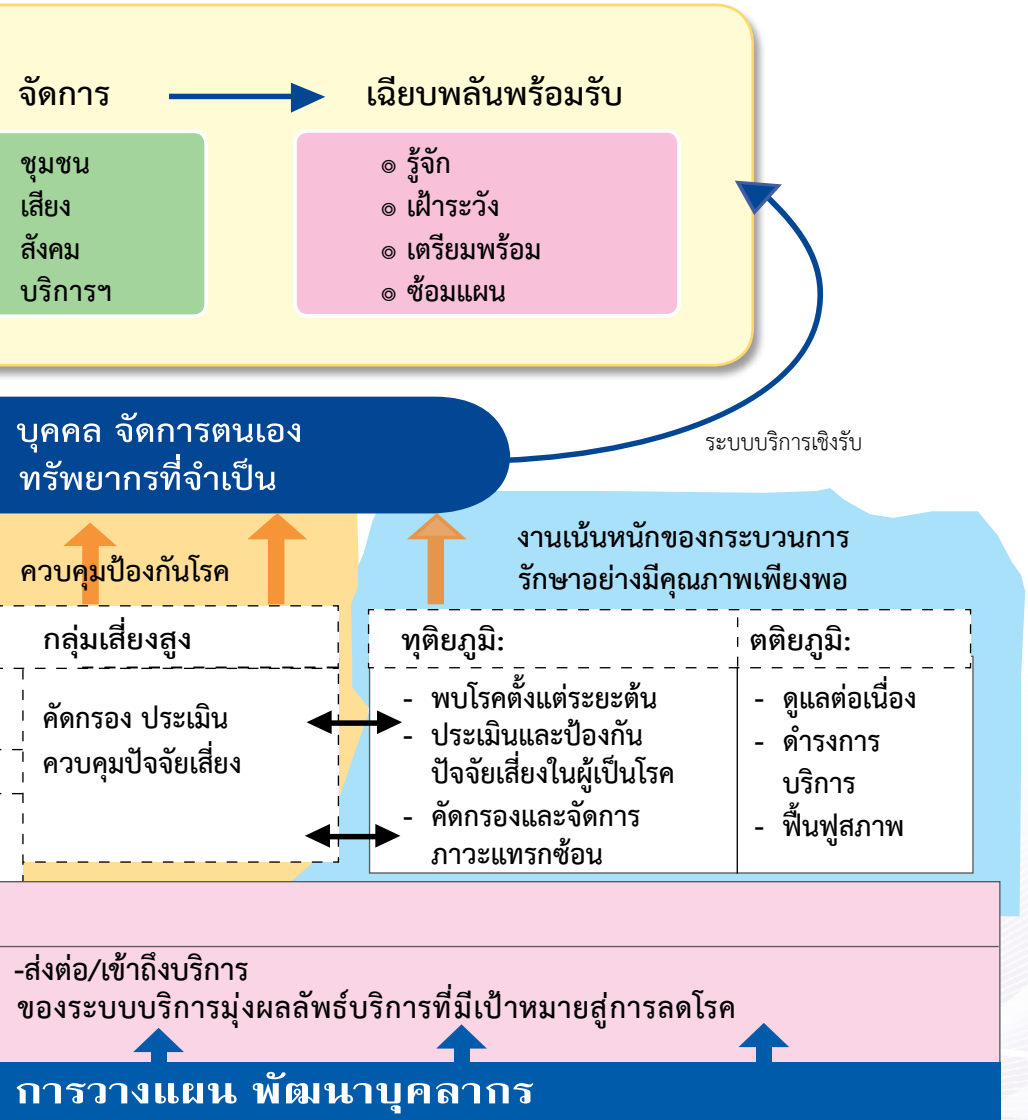 จัดการ
เฉียบพลันพร้อมรับ
ชุมชน
เสียง
สังคม
บริการฯ
๏ รู้จัก
๏ เฝ้าระวัง
๏ เตรียมพร้อม
๏ ซ้อมแผน
บุคคล จัดการตนเอง
ทรัพยากรที่จำเป็น
ระบบบริการเชิงรับ
ควบคุมป้องกันโรค
งานเน้นหนักของกระบวนการ
รักษาอย่างมีคุณภาพเพียงพอ
กลุ่มเสี่ยงสูง
คัดกรอง ประเมิน
ควบคุมปัจจัยเสี่ยง
ทุติยภูมิ:
- พบโรคตั้งแต่ระยะต้น
- ประเมินและป้องกัน
ปัจจัยเสี่ยงในผู้เป็นโรค
- คัดกรองและจัดการ
ภาวะแทรกซ้อน
ตติยภูมิ:
- ดูแลต่อเนื่อง
- ดำรงการ
บริการ
- ฟื้นฟูสภาพ
-ส่งต่อ/เข้าถึงบริการ
ของระบบบริการมุ่งผลลัพธ์บริการที่มีเป้าหมายสู่การลดโรค
การวางแผน พัฒนาบุคลากร